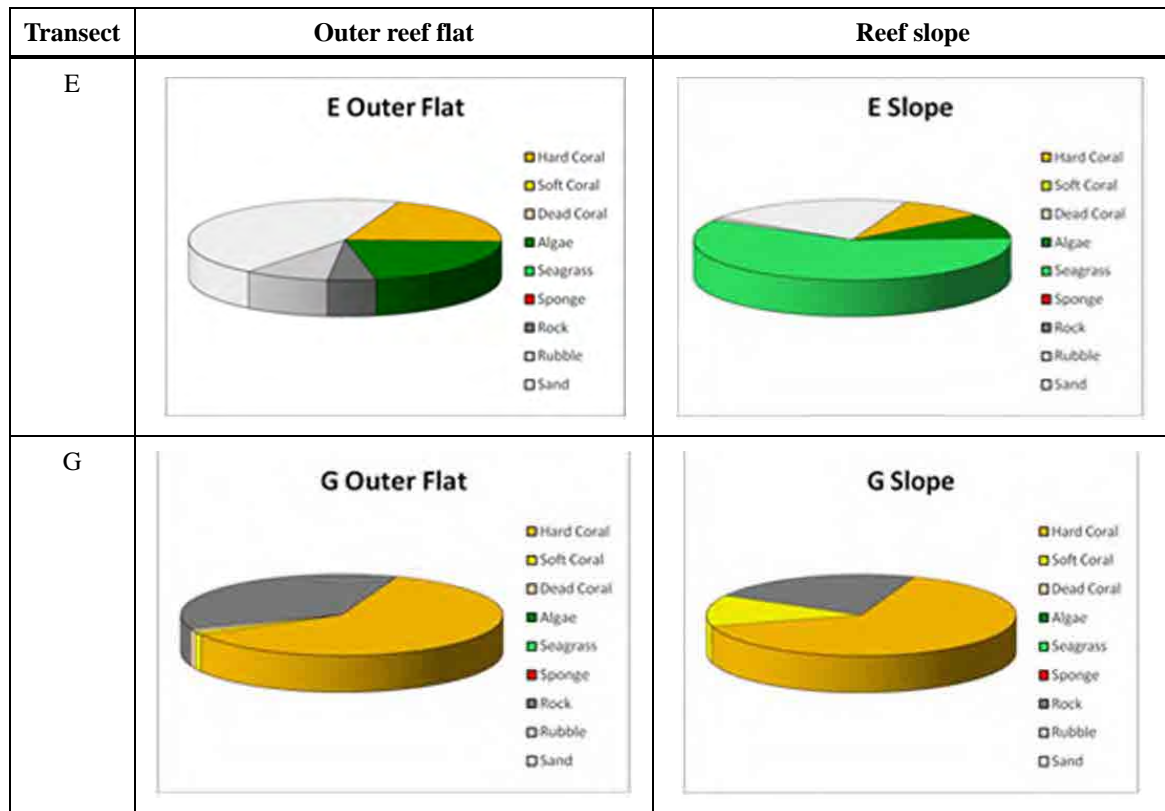 Transect Outer reef flat Reef slope
E
E Outer Flat
Hard Coral
Soft Coral
Dead Coral
Algae
Seagrass
Sponge
Rock
Rubble
Sand
E Slope
Hard Coral
Soft Coral
Dead Coral
Algae
Seagrass
Sponge
Rock
Rubble
Sand
G
G Outer Flat
Hard Coral
Soft Coral
Dead Coral
Algae
Seagrass
Sponge
Rock
Rubble
Sand
G Slope
Hard Coral
Soft Coral
Dead Coral
Algae
Seagrass
Sponge
Rock
Rubble
Sand